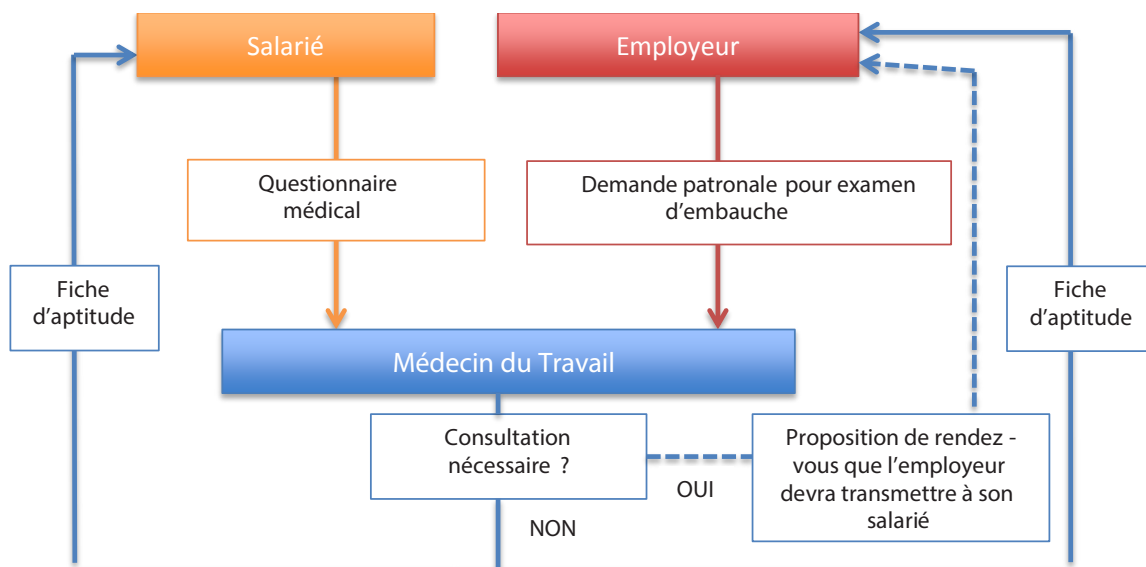 Salarié
Employeur
Questionnaire
médical
Demande patronale pour examen
d’embauche
Fiche
d’aptitude
Fiche
d’aptitude
Médecin du Travail
Consultation
nécessaire ?
OUI
NON
Proposition de rendez -
vous que l’employeur
devra transmettre à son
salarié